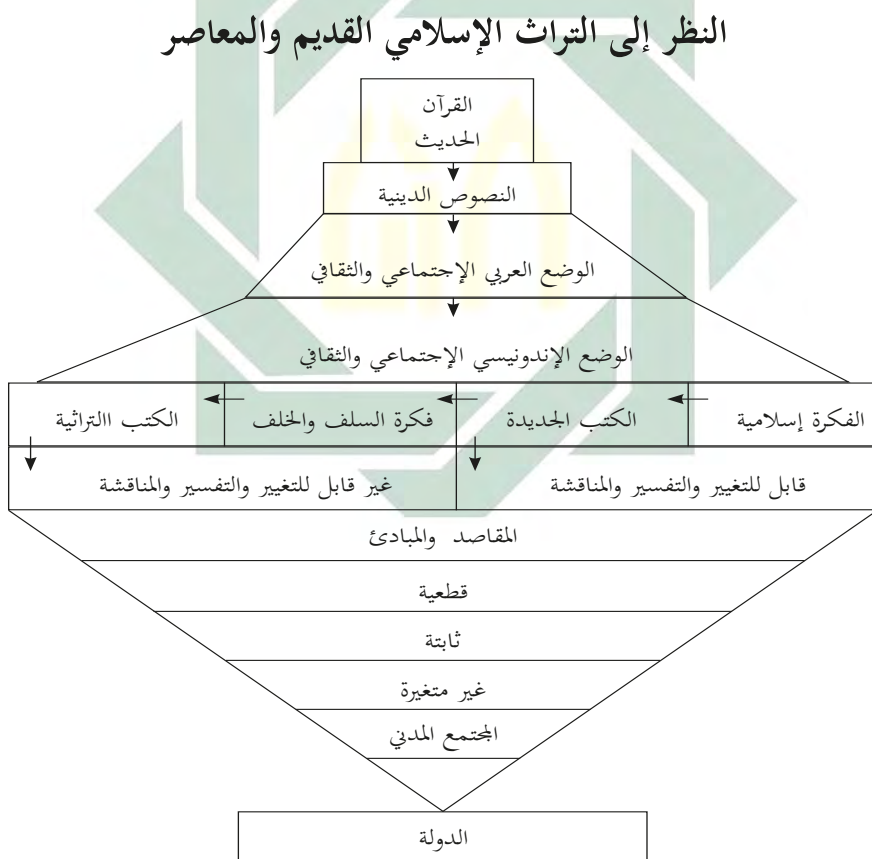 النظر إلى التراث الإسلامي القديم والمعاصر
القرآن
الحديث
النصوص الدينية
الوضع العربي الإجتماعي والثقافي
الوضع الإندونيسي الإجتماعي والثقافي
الفكرة إسلامية
الكتب الجديدة
فكرة السلف والخلف
الكتب االتراثية
قابل للتغيير والتفسير والمناقشة
غير قابل للتغيير والتفسير والمناقشة
المقاصد والمبادئ
قطعية
ثابتة
غير متغيرة
المجتمع المدني
الدولة